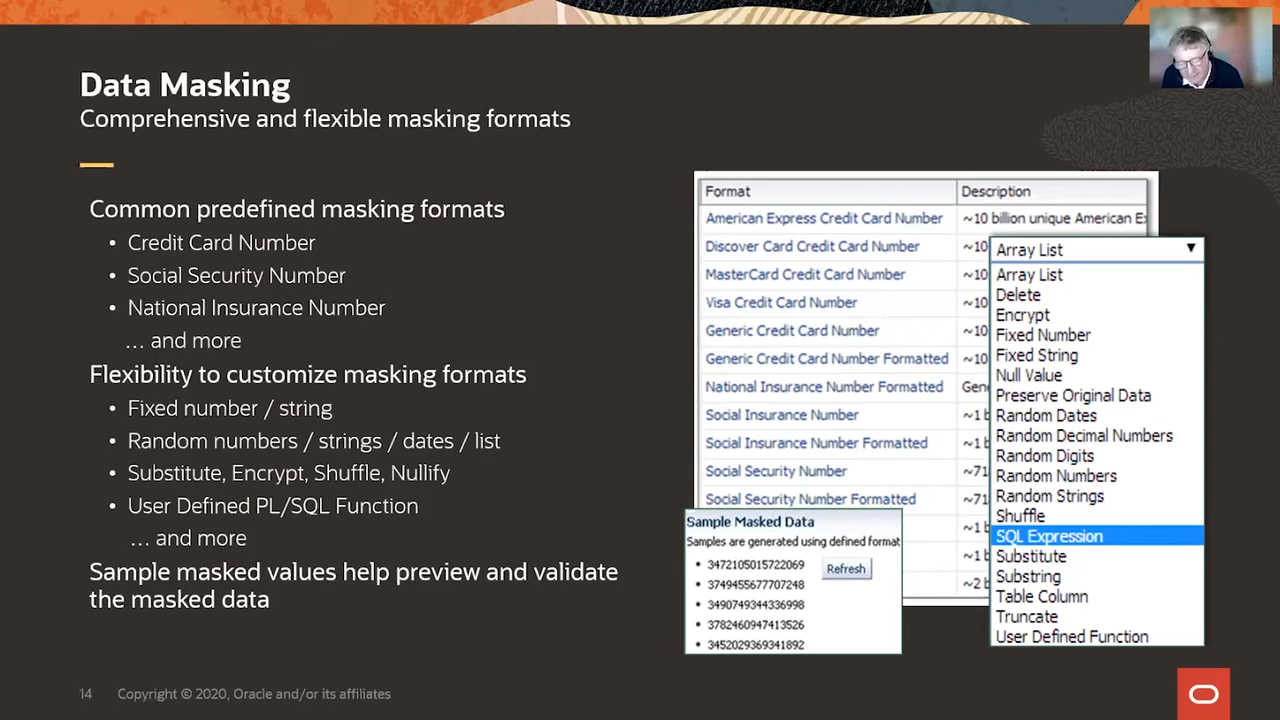 Data Masking
Comprehensive and flexible masking formats
Common predefined masking formats
• Credit Card Number
• Social Security Number
• National Insurance Number
… and more
Flexibility to customize masking formats
• Fixed number / string
• Random numbers / strings / dates / list
• Substitute, Encrypt, Shuffle, Nullify
• User Defined PL/SQL Function
… and more
Sample masked values help preview and validate
the masked data
Format Description
American Express Credit Card Number ~10 billion unique American Ex
Discover Card Credit Card Number ~10
MasterCard Credit Card Number ~10
Visa Credit Card Number ~10
Generic Credit Card Number ~10
Generic Credit Card Number Formatted ~10
National Insurance Number Formatted Gene
Social Insurance Number ~1 b
Social Insurance Number Formatted ~1 b
Social Security Number ~71
Social Security Number Formatted ~71
~1 b
~1 b
~2 b
Array List
Array List
Delete
Encrypt
Fixed Number
Fixed String
Null Value
Preserve Original Data
Random Dates
Random Decimal Numbers
Random Digits
Random Numbers
Random Strings
Shuffle
SQL Expression
Substitute
Substring
Table Column
Truncate
User Defined Function
Sample Masked Data
Samples are generated using defined format
• 3472105015722069
• 3749455677707248
• 3490749344336998
• 3782460947413526
• 3452029369341892
Refresh
14 Copyright © 2020, Oracle and/or its affiliates